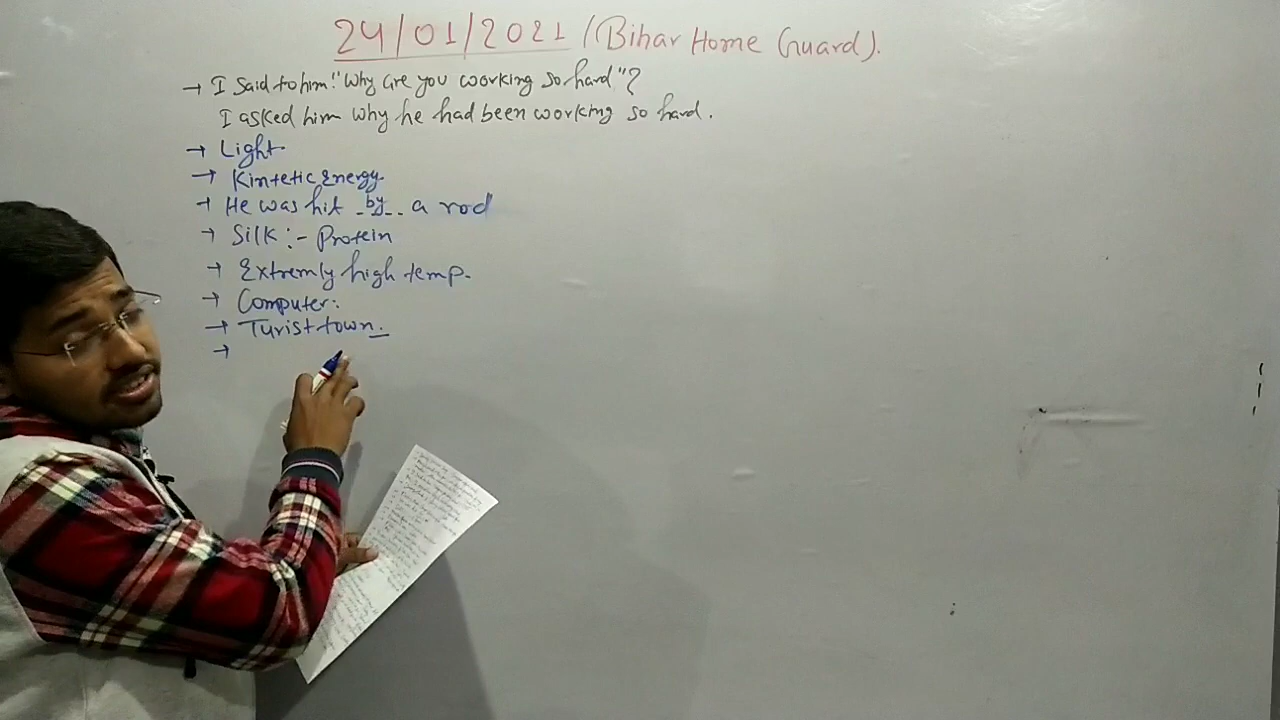 24/01/2021 (Bihar Home Guard).
→ I said to him "Why are you working so hard"?
I asked him why he had been working so hard.
→ Light
→ Kintetic Energy.
→ He was hit _by_ . a rod
→ Silk :- Protein
→ Extremly high temp.
→ Computer:
→ Turist town.
→